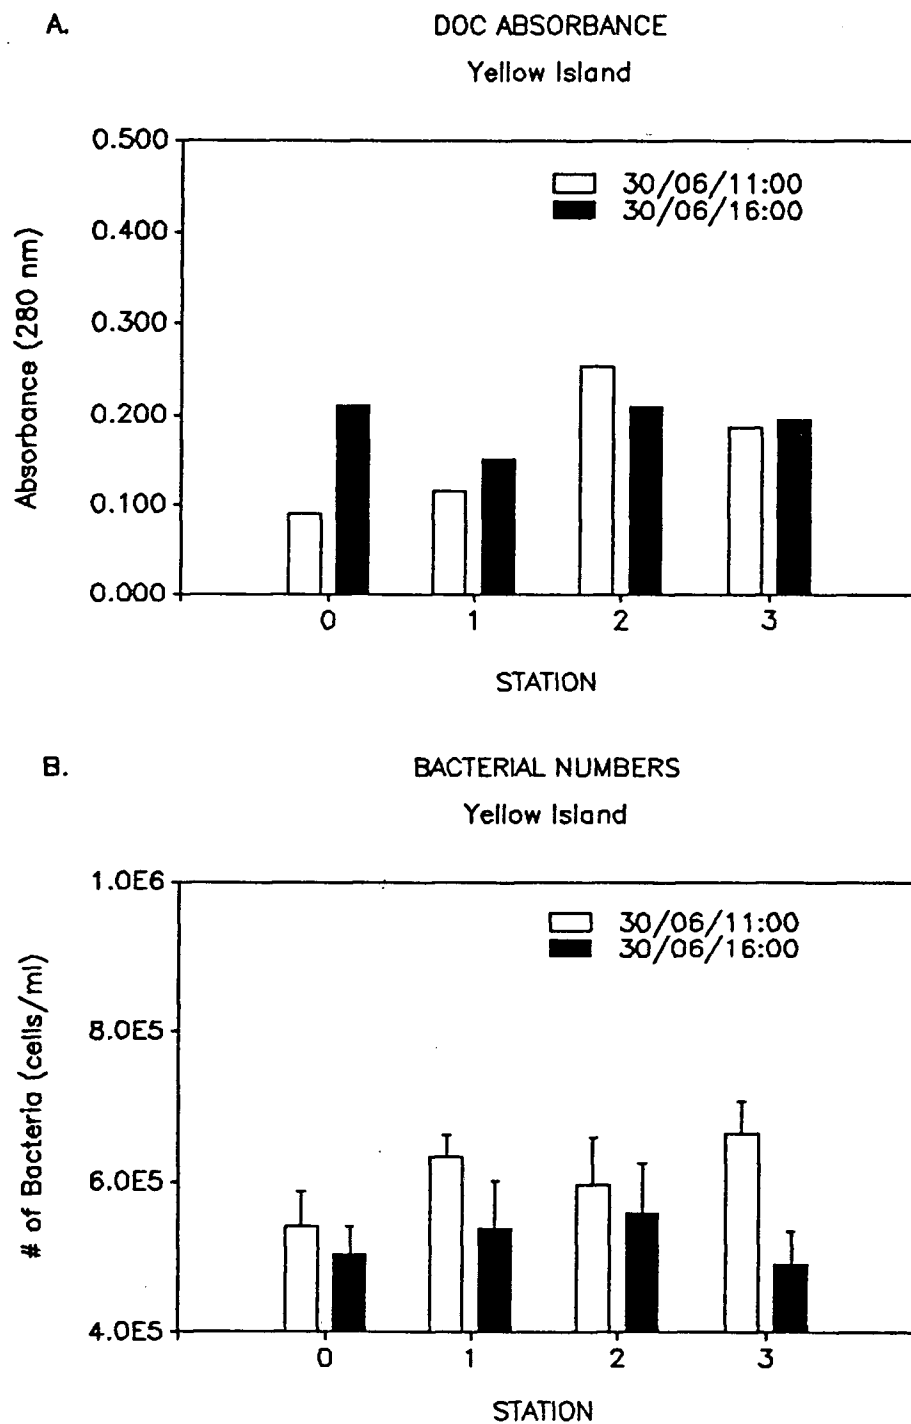 A.
DOC ABSORBANCE
Yellow Island
0.500
0.400
0.300
0.200
0.100
0.000
Absorbance (280 nm)
30/06/11:00
30/06/16:00
0 1 2 3
STATION
B.
BACTERIAL NUMBERS
Yellow Island
1.0E6
8.0E5
6.0E5
4.0E5
# of Bacteria (cells/ml)
30/06/11:00
30/06/16:00
0 1 2 3
STATION